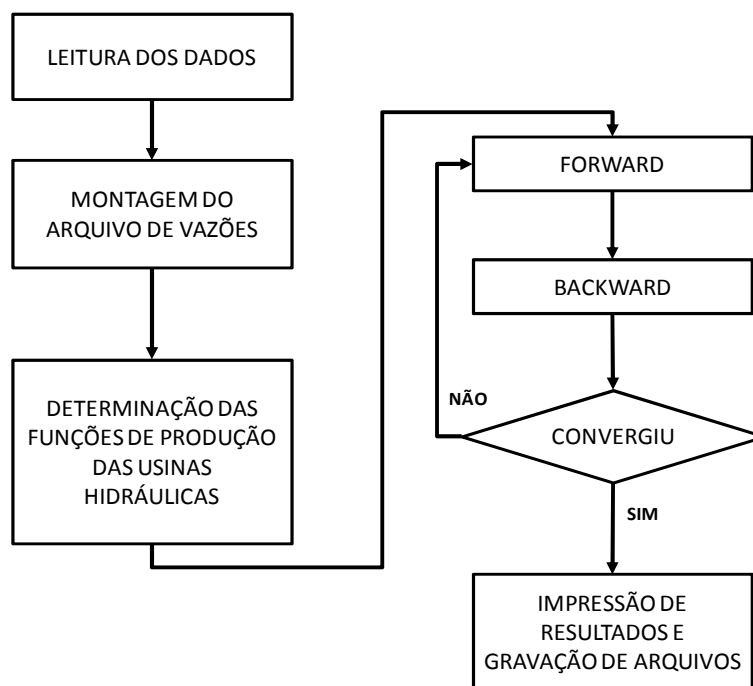 LEITURA DOS DADOS
MONTAGEM DO
ARQUIVO DE VAZÕES
DETERMINAÇÃO DAS
FUNÇÕES DE PRODUÇÃO
DAS USINAS
HIDRÁULICAS
FORWARD
BACKWARD
NÃO
CONVERGIU
SIM
IMPRESSÃO DE
RESULTADOS E
GRAVAÇÃO DE ARQUIVOS